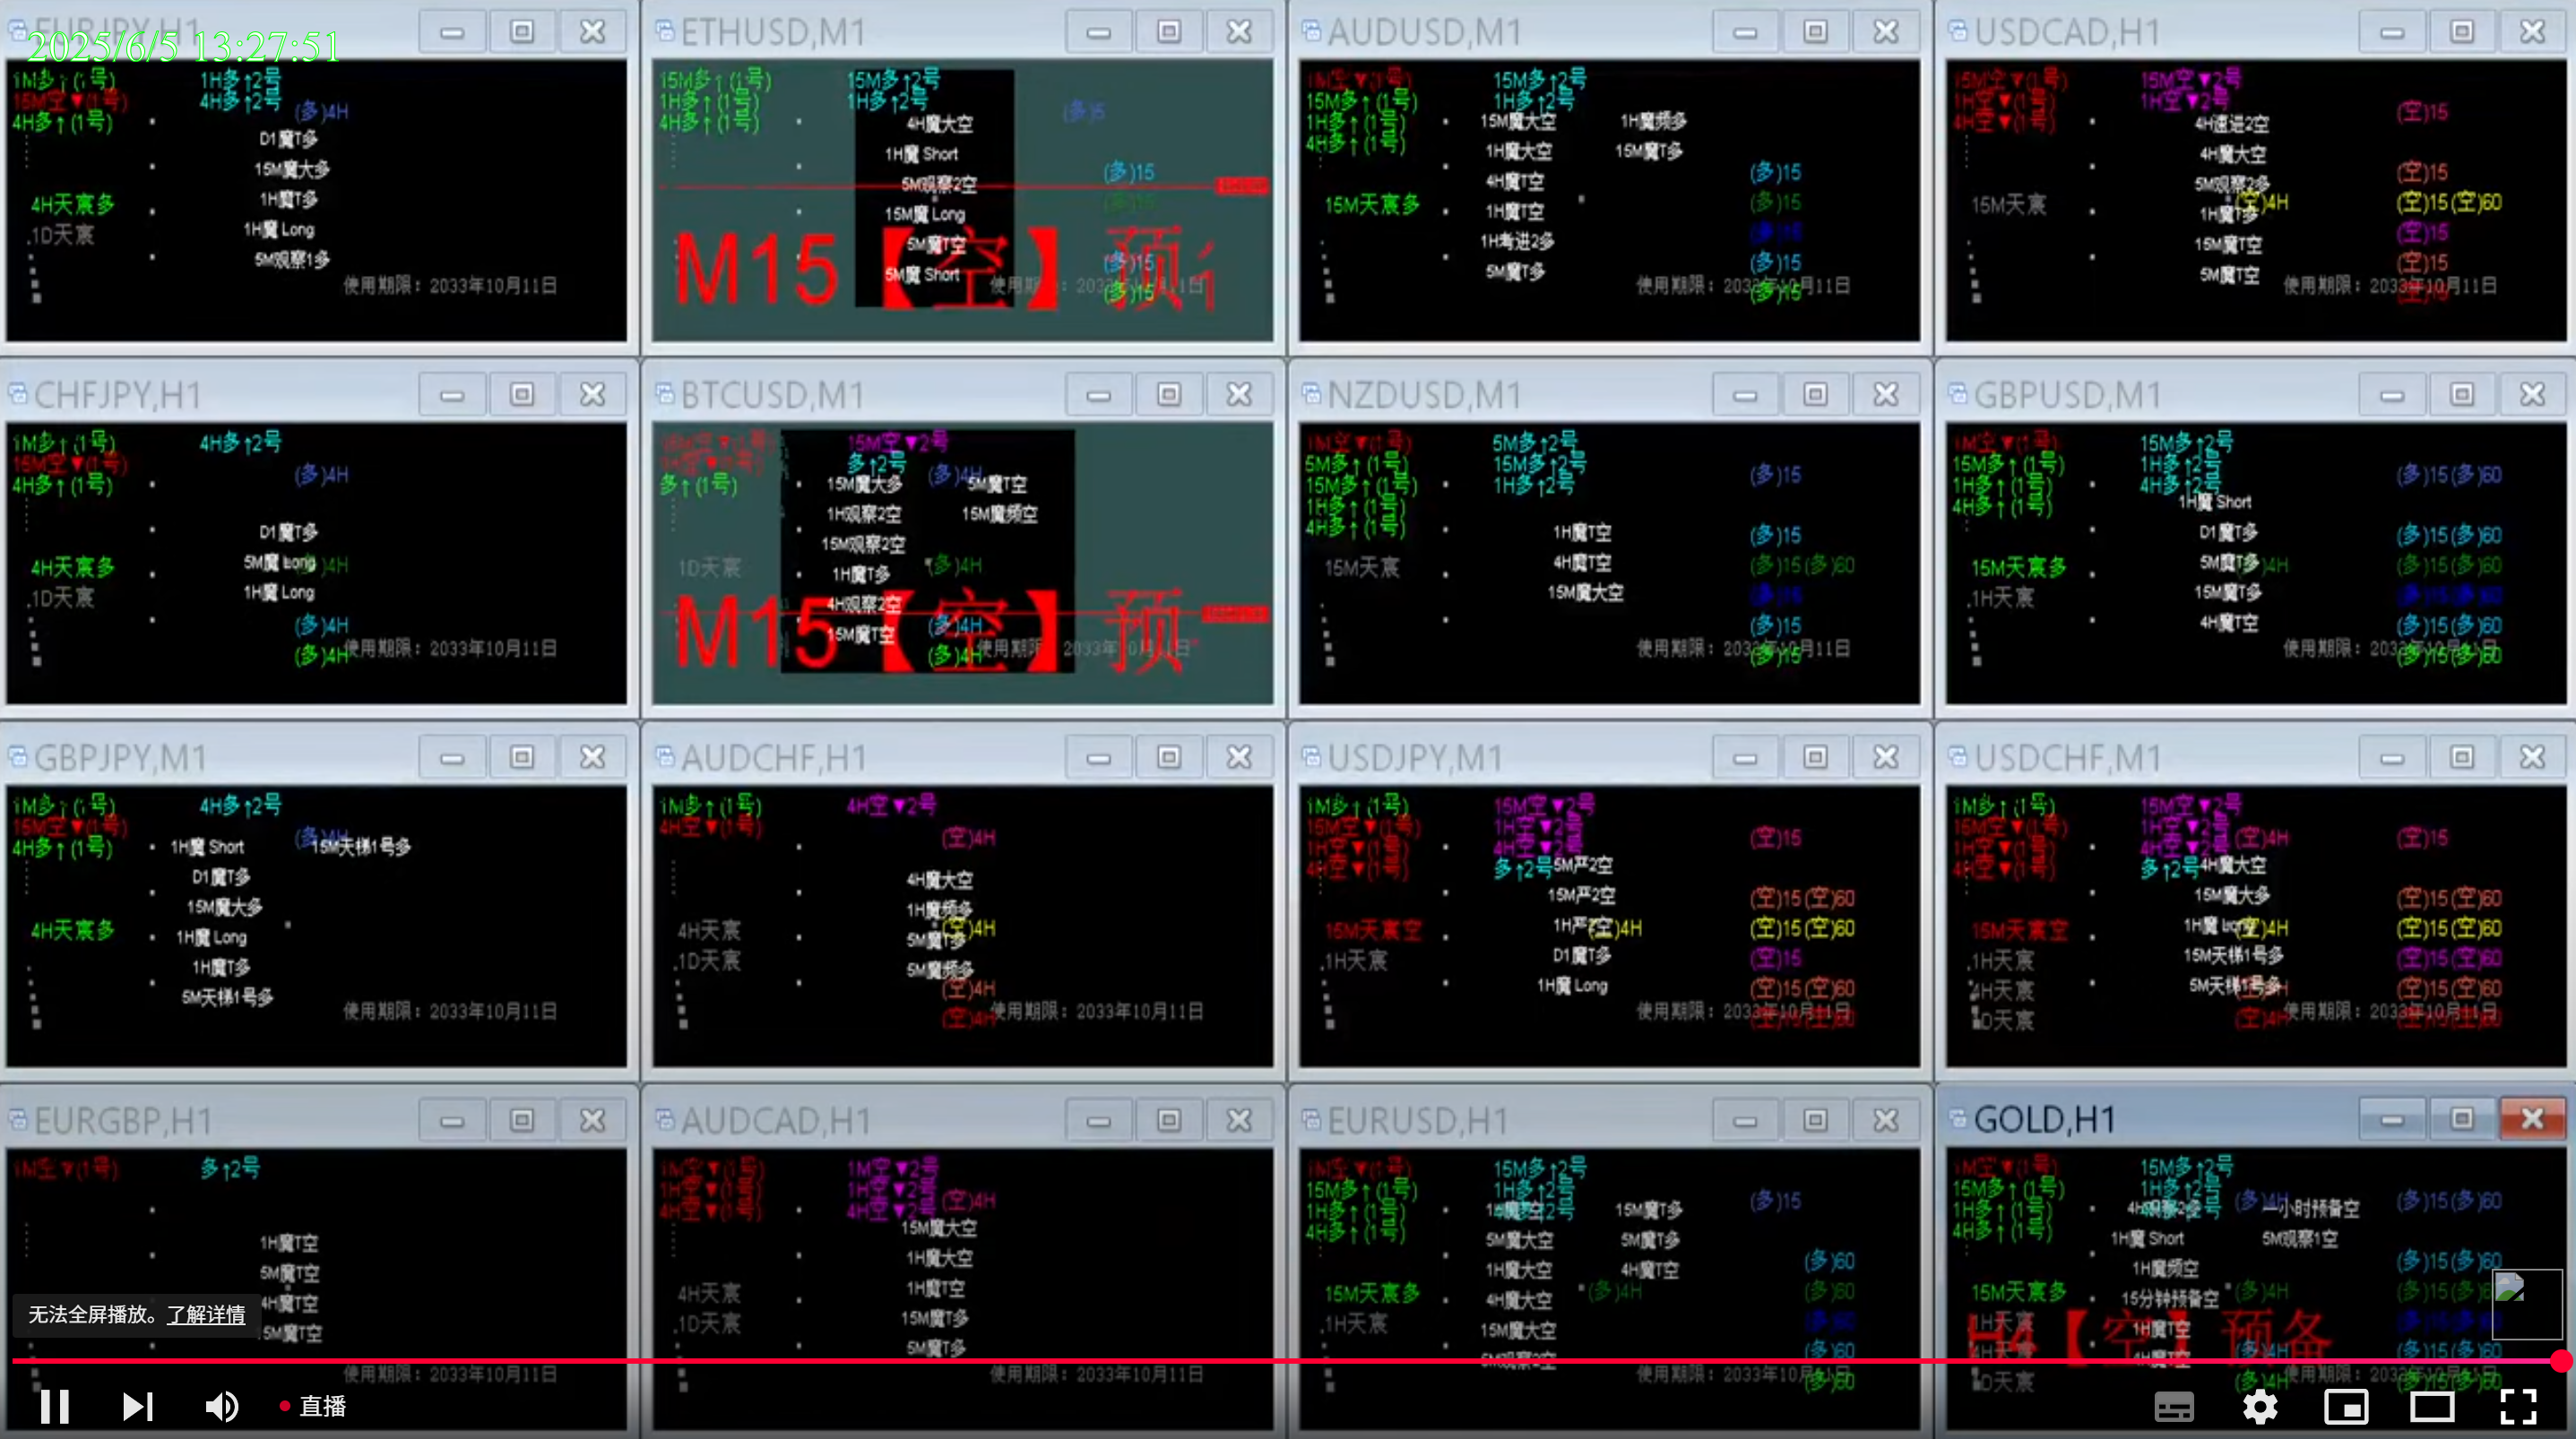 2025/6/5 13:27:51
EURJPY,H1
1M多↑(1号)
1H多↑2号
15M空▼(1号)
4H多↑2号
(多)4H
4H多↑(1号)
D1魔T多
15M魔大多
1H魔T多
4H天宸多
1H魔 Long
.1D天宸
5M观察1多
使用期限：2033年10月11日
ETHUSD,M1
15M多↑(1号)
15M多↑2号
1H多↑(1号)
1H多↑2号
(多)15
4H多↑(1号)
4H魔大空
1H魔 Short
(多)15
5M观察2空
(多)15
15M魔 Long
5M魔T空
(多)15
M15【空】预
5M魔 Short
(多)15
AUDUSD,M1
1M空▼(1号)
15M多↑2号
15M多↑(1号)
1H多↑2号
1H多↑(1号)
15M魔大空
1H魔频多
4H多↑(1号)
1H魔大空
15M魔T多
4H魔T空
(多)15
15M天宸多
1H魔T空
(多)15
(多)15
5M魔T多
(多)15
(多)15
使用期限：2033年10月11日
USDCAD,H1
15M空▼(1号)
15M空▼2号
1H空▼(1号)
1H空▼2号
(空)15
4H空▼(1号)
4H速进2空
4H魔大空
(空)15
5M观察2多
15M天宸
(空)4H
(空)15(空)60
1H魔T多
(空)15
15M魔T空
(空)15
5M魔T空
使用期限：2033年10月11日
CHFJPY,H1
1M多↑(1号)
4H多↑2号
15M空▼(1号)
(多)4H
4H多↑(1号)
D1魔T多
5M魔 Long
4H天宸多
1H魔 Long
.1D天宸
(多)4H
(多)4H
使用期限：2033年10月11日
BTCUSD,M1
15M空▼2号
多↑2号
(多)4H
多↑(1号)
15M魔大多
5M魔T空
1H观察2空
15M魔频空
15M观察2空
1D天宸
1H魔T多
(多)4H
4H观察2空
M15【空】预
15M魔T空
(多)4H
(多)4H
NZDUSD,M1
1M空▼(1号)
5M多↑2号
5M多↑(1号)
15M多↑2号
15M多↑(1号)
1H多↑2号
(多)15
1H多↑(1号)
4H多↑(1号)
1H魔T空
(多)15
4H魔T空
(多)15(多)60
15M天宸
15M魔大空
(多)15
(多)15
(多)15
使用期限：2033年10月11日
GBPUSD,M1
1M空▼(1号)
15M多↑2号
15M多↑(1号)
1H多↑2号
1H多↑(1号)
4H多↑2号
(多)15(多)60
4H多↑(1号)
1H魔 Short
D1魔T多
(多)15(多)60
5M魔T多
(多)15(多)60
15M天宸多
15M魔T多
(多)15(多)60
.1H天宸
4H魔T空
(多)15(多)60
(多)15(多)60
使用期限：2033年10月11日
GBPJPY,M1
1M多↑(1号)
4H多↑2号
15M空▼(1号)
(多)4H
4H多↑(1号)
1H魔 Short
15M天梯1号多
D1魔T多
15M魔大多
4H天宸多
1H魔 Long
1H魔T多
5M天梯1号多
使用期限：2033年10月11日
AUDCHF,H1
1M多↑(1号)
4H空▼2号
4H空▼(1号)
(空)4H
4H魔大空
1H魔频多
4H天宸
(空)4H
5M魔T多
.1D天宸
5M魔频多
(空)4H
(空)4H
使用期限：2033年10月11日
USDJPY,M1
1M多↑(1号)
15M空▼2号
15M空▼(1号)
1H空▼2号
(空)15
1H空▼(1号)
4H空▼2号
4H空▼(1号)
多↑2号
5M严2空
15M严2空
(空)15(空)60
15M天宸空
(空)4H
(空)15(空)60
.1H天宸
D1魔T多
(空)15
1H魔 Long
(空)15(空)60
(空)15(空)60
使用期限：2033年10月11日
USDCHF,M1
1M多↑(1号)
15M空▼2号
15M空▼(1号)
1H空▼2号
(空)4H
(空)15
1H空▼(1号)
4H空▼2号
4H空▼(1号)
多↑2号
4H魔大空
15M魔大多
(空)15(空)60
15M天宸空
1H魔 Long
(空)4H
(空)15(空)60
.1H天宸
15M天梯1号多
(空)15(空)60
4H天宸
5M天梯1号多
(空)15(空)60
(空)4H
使用期限：2033年10月11日
EURGBP,H1
1M空▼(1号)
多↑2号
1H魔T空
5M魔T空
4H魔T空
5M魔T空
使用期限：2033年10月11日
AUDCAD,H1
1M空▼(1号)
1M空▼2号
1H空▼(1号)
1H空▼2号
(空)4H
4H空▼(1号)
4H空▼2号
15M魔大空
1H魔大空
4H天宸
1H魔T空
.1D天宸
15M魔T多
5M魔T多
使用期限：2033年10月11日
EURUSD,H1
1M空▼(1号)
15M多↑2号
15M多↑(1号)
1H多↑2号
(多)15
1H多↑(1号)
15M魔T多
4H多↑(1号)
5M魔大空
5M魔T多
1H魔大空
4H魔T空
(多)60
15M天宸多
4H魔大空
(多)4H
(多)60
.1H天宸
15M魔大空
(多)60
(多)60
使用期限：2033年10月11日
GOLD,H1
1M空▼(1号)
15M多↑2号
15M多↑(1号)
1H多↑2号
(多)4H
(多)15(多)60
1H多↑(1号)
一小时预备空
4H多↑(1号)
1H魔 Short
5M观察1空
1H魔频空
(多)15(多)60
15M天宸多
15分钟预备空
(多)4H
1H天宸
1H魔T空
H4【空】预备
(多)4H
(多)15(多)60
(多)4H
使用期限：2033年10月11日
无法全屏播放。了解详情
直播